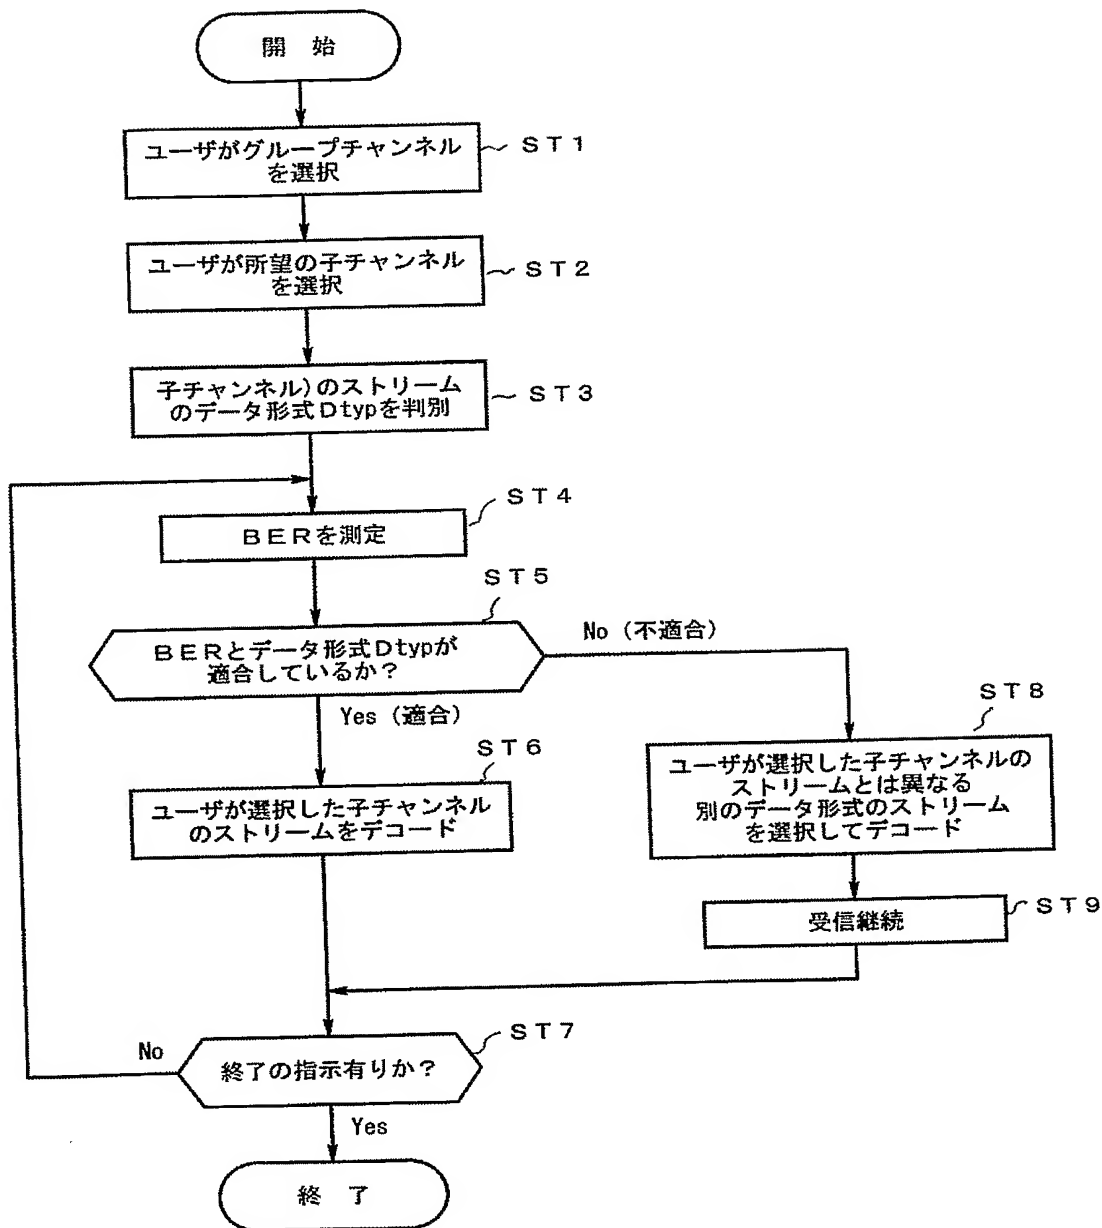 開 始
ユーザがグループチャンネル
を選択
ST1
ユーザが所望の子チャンネル
を選択
ST2
子チャンネル)のストリーム
のデータ形式Dtypを判別
ST3
ST4
BERを測定
ST5
BERとデータ形式Dtypが
適合しているか?
No (不適合)
Yes (適合)
ST6
ユーザが選択した子チャンネル
のストリームをデコード
ST8
ユーザが選択した子チャンネルの
ストリームとは異なる
別のデータ形式のストリーム
を選択してデコード
受信継続
ST9
ST7
終了の指示有りか?
No
Yes
終 了